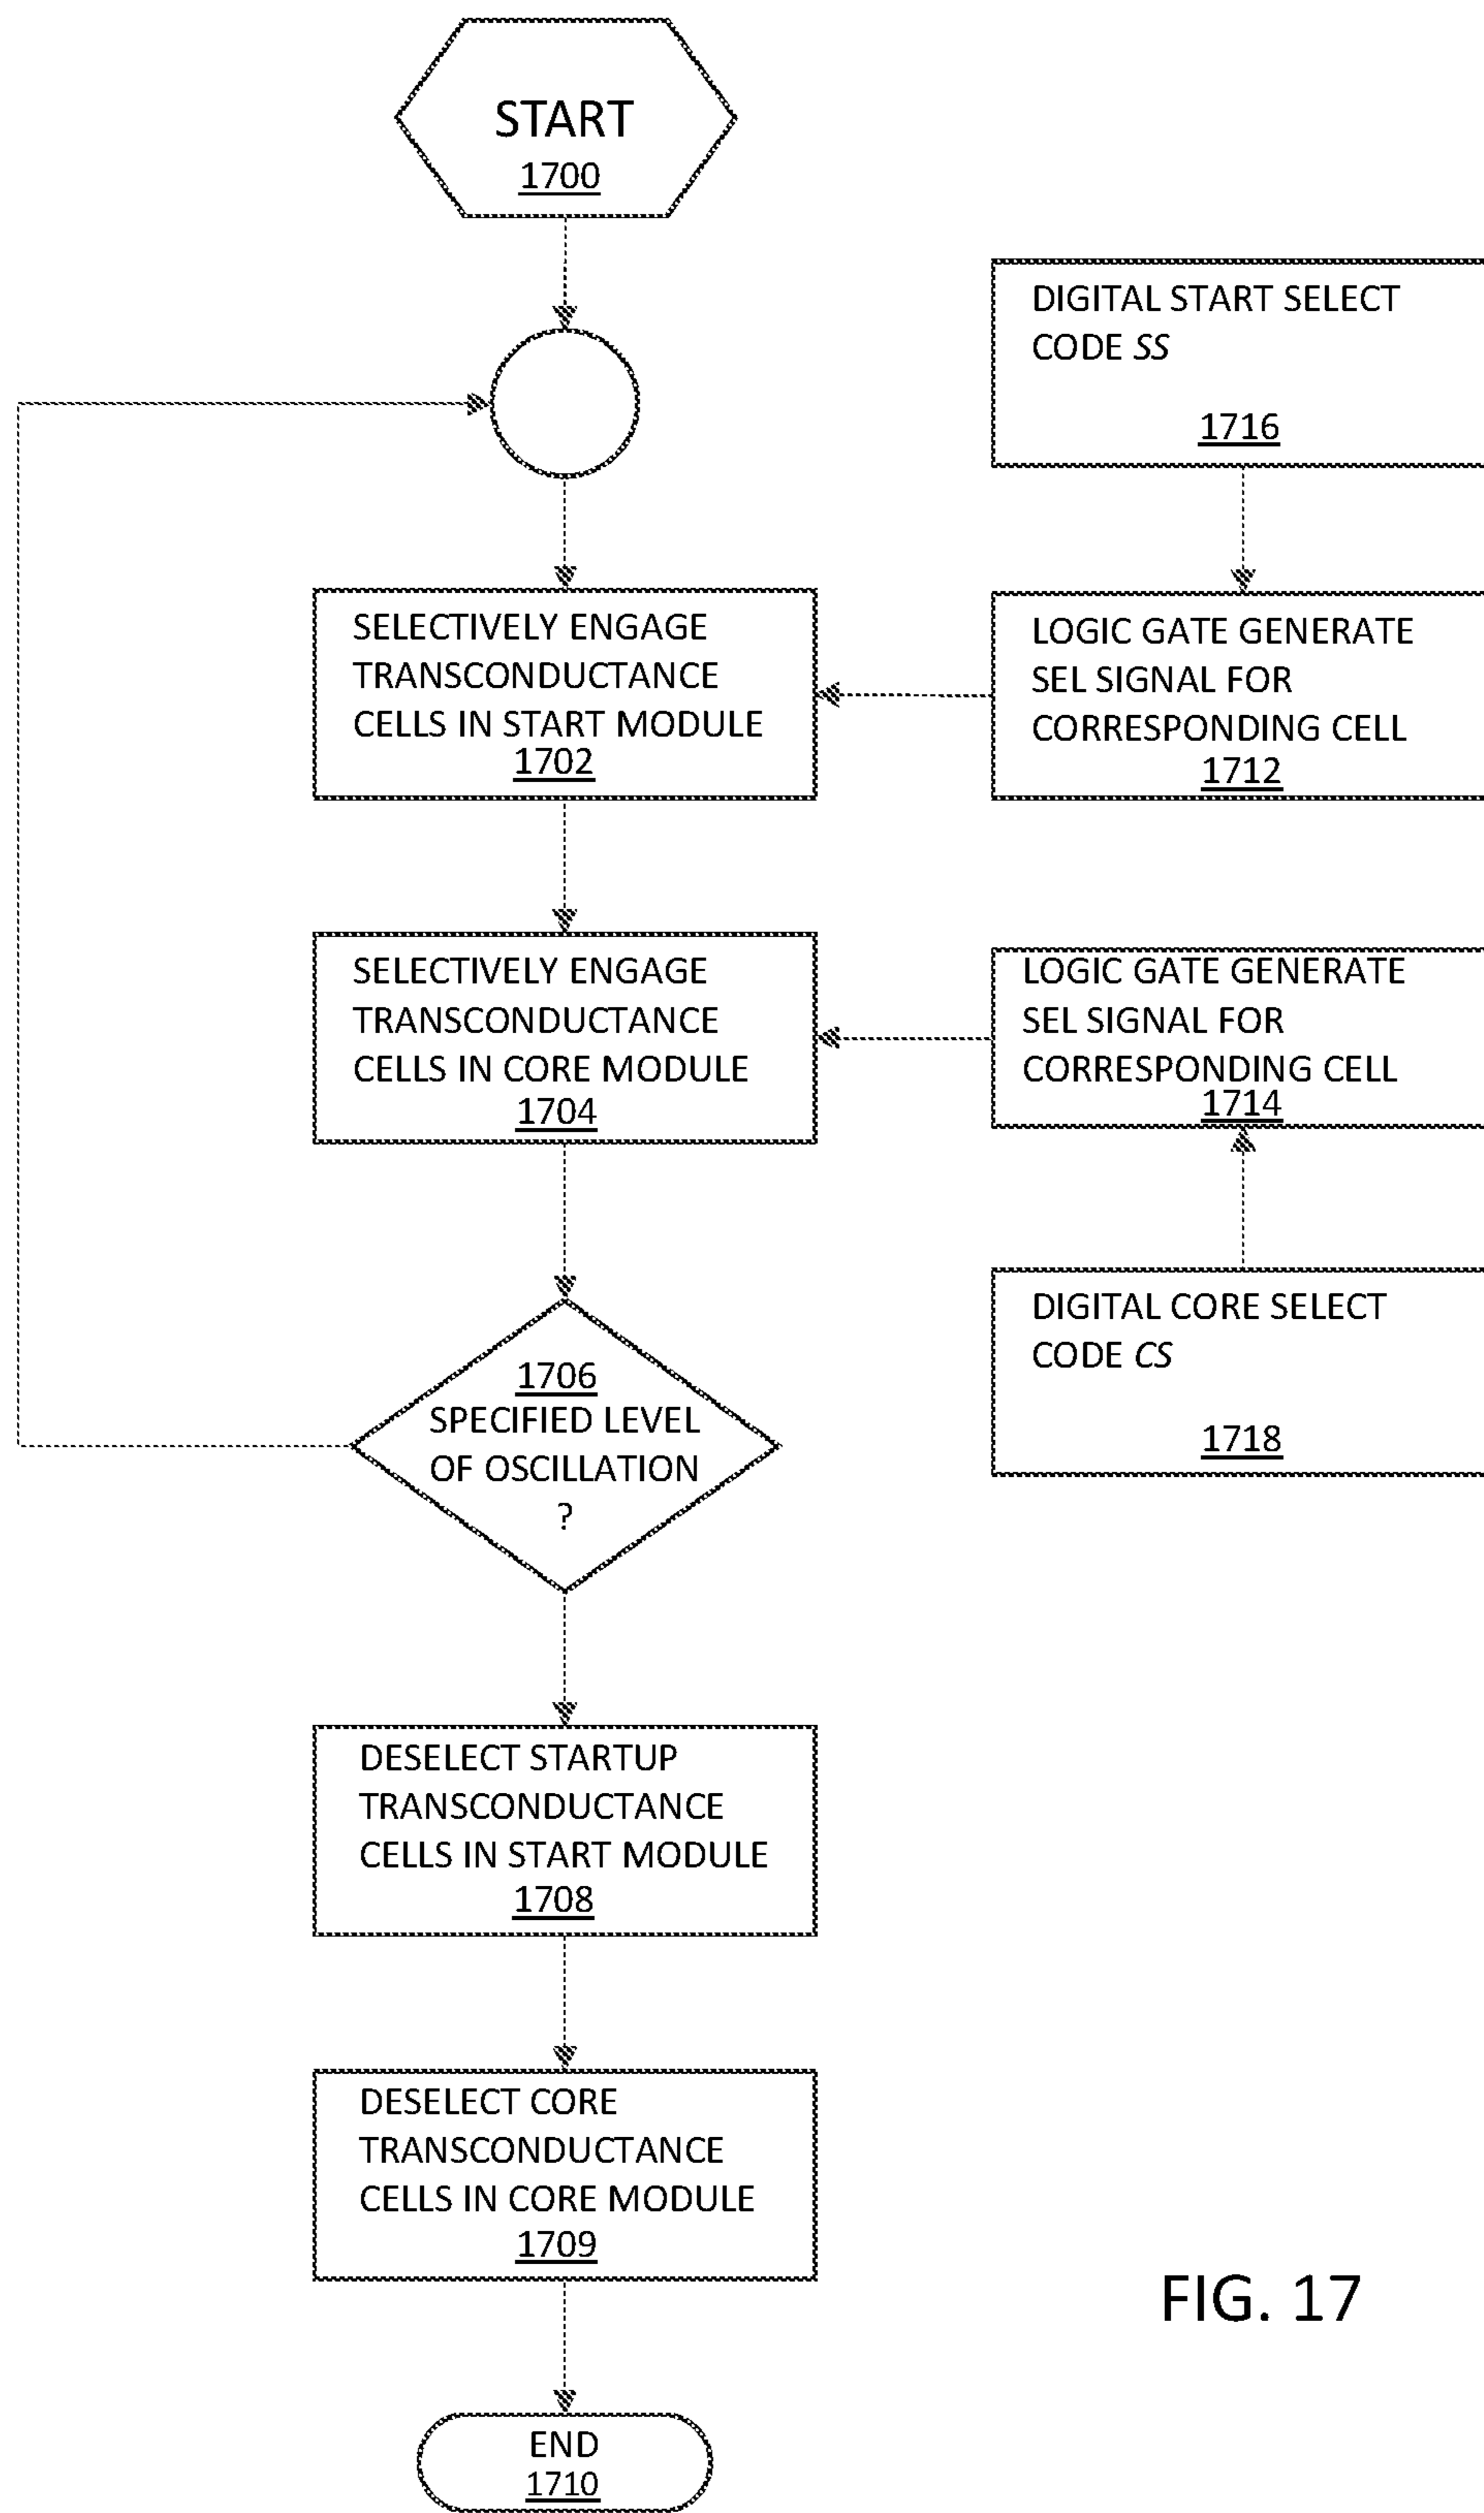 START
1700
DIGITAL START SELECT
CODE SS
1716
SELECTIVELY ENGAGE
TRANSCONDUCTANCE
CELLS IN START MODULE
1702
LOGIC GATE GENERATE
SEL SIGNAL FOR
CORRESPONDING CELL
1712
SELECTIVELY ENGAGE
TRANSCONDUCTANCE
CELLS IN CORE MODULE
1704
LOGIC GATE GENERATE
SEL SIGNAL FOR
CORRESPONDING CELL
1714
DIGITAL CORE SELECT
CODE CS
1718
1706
SPECIFIED LEVEL
OF OSCILLATION
?
DESELECT STARTUP
TRANSCONDUCTANCE
CELLS IN START MODULE
1708
DESELECT CORE
TRANSCONDUCTANCE
CELLS IN CORE MODULE
1709
FIG. 17
END
1710